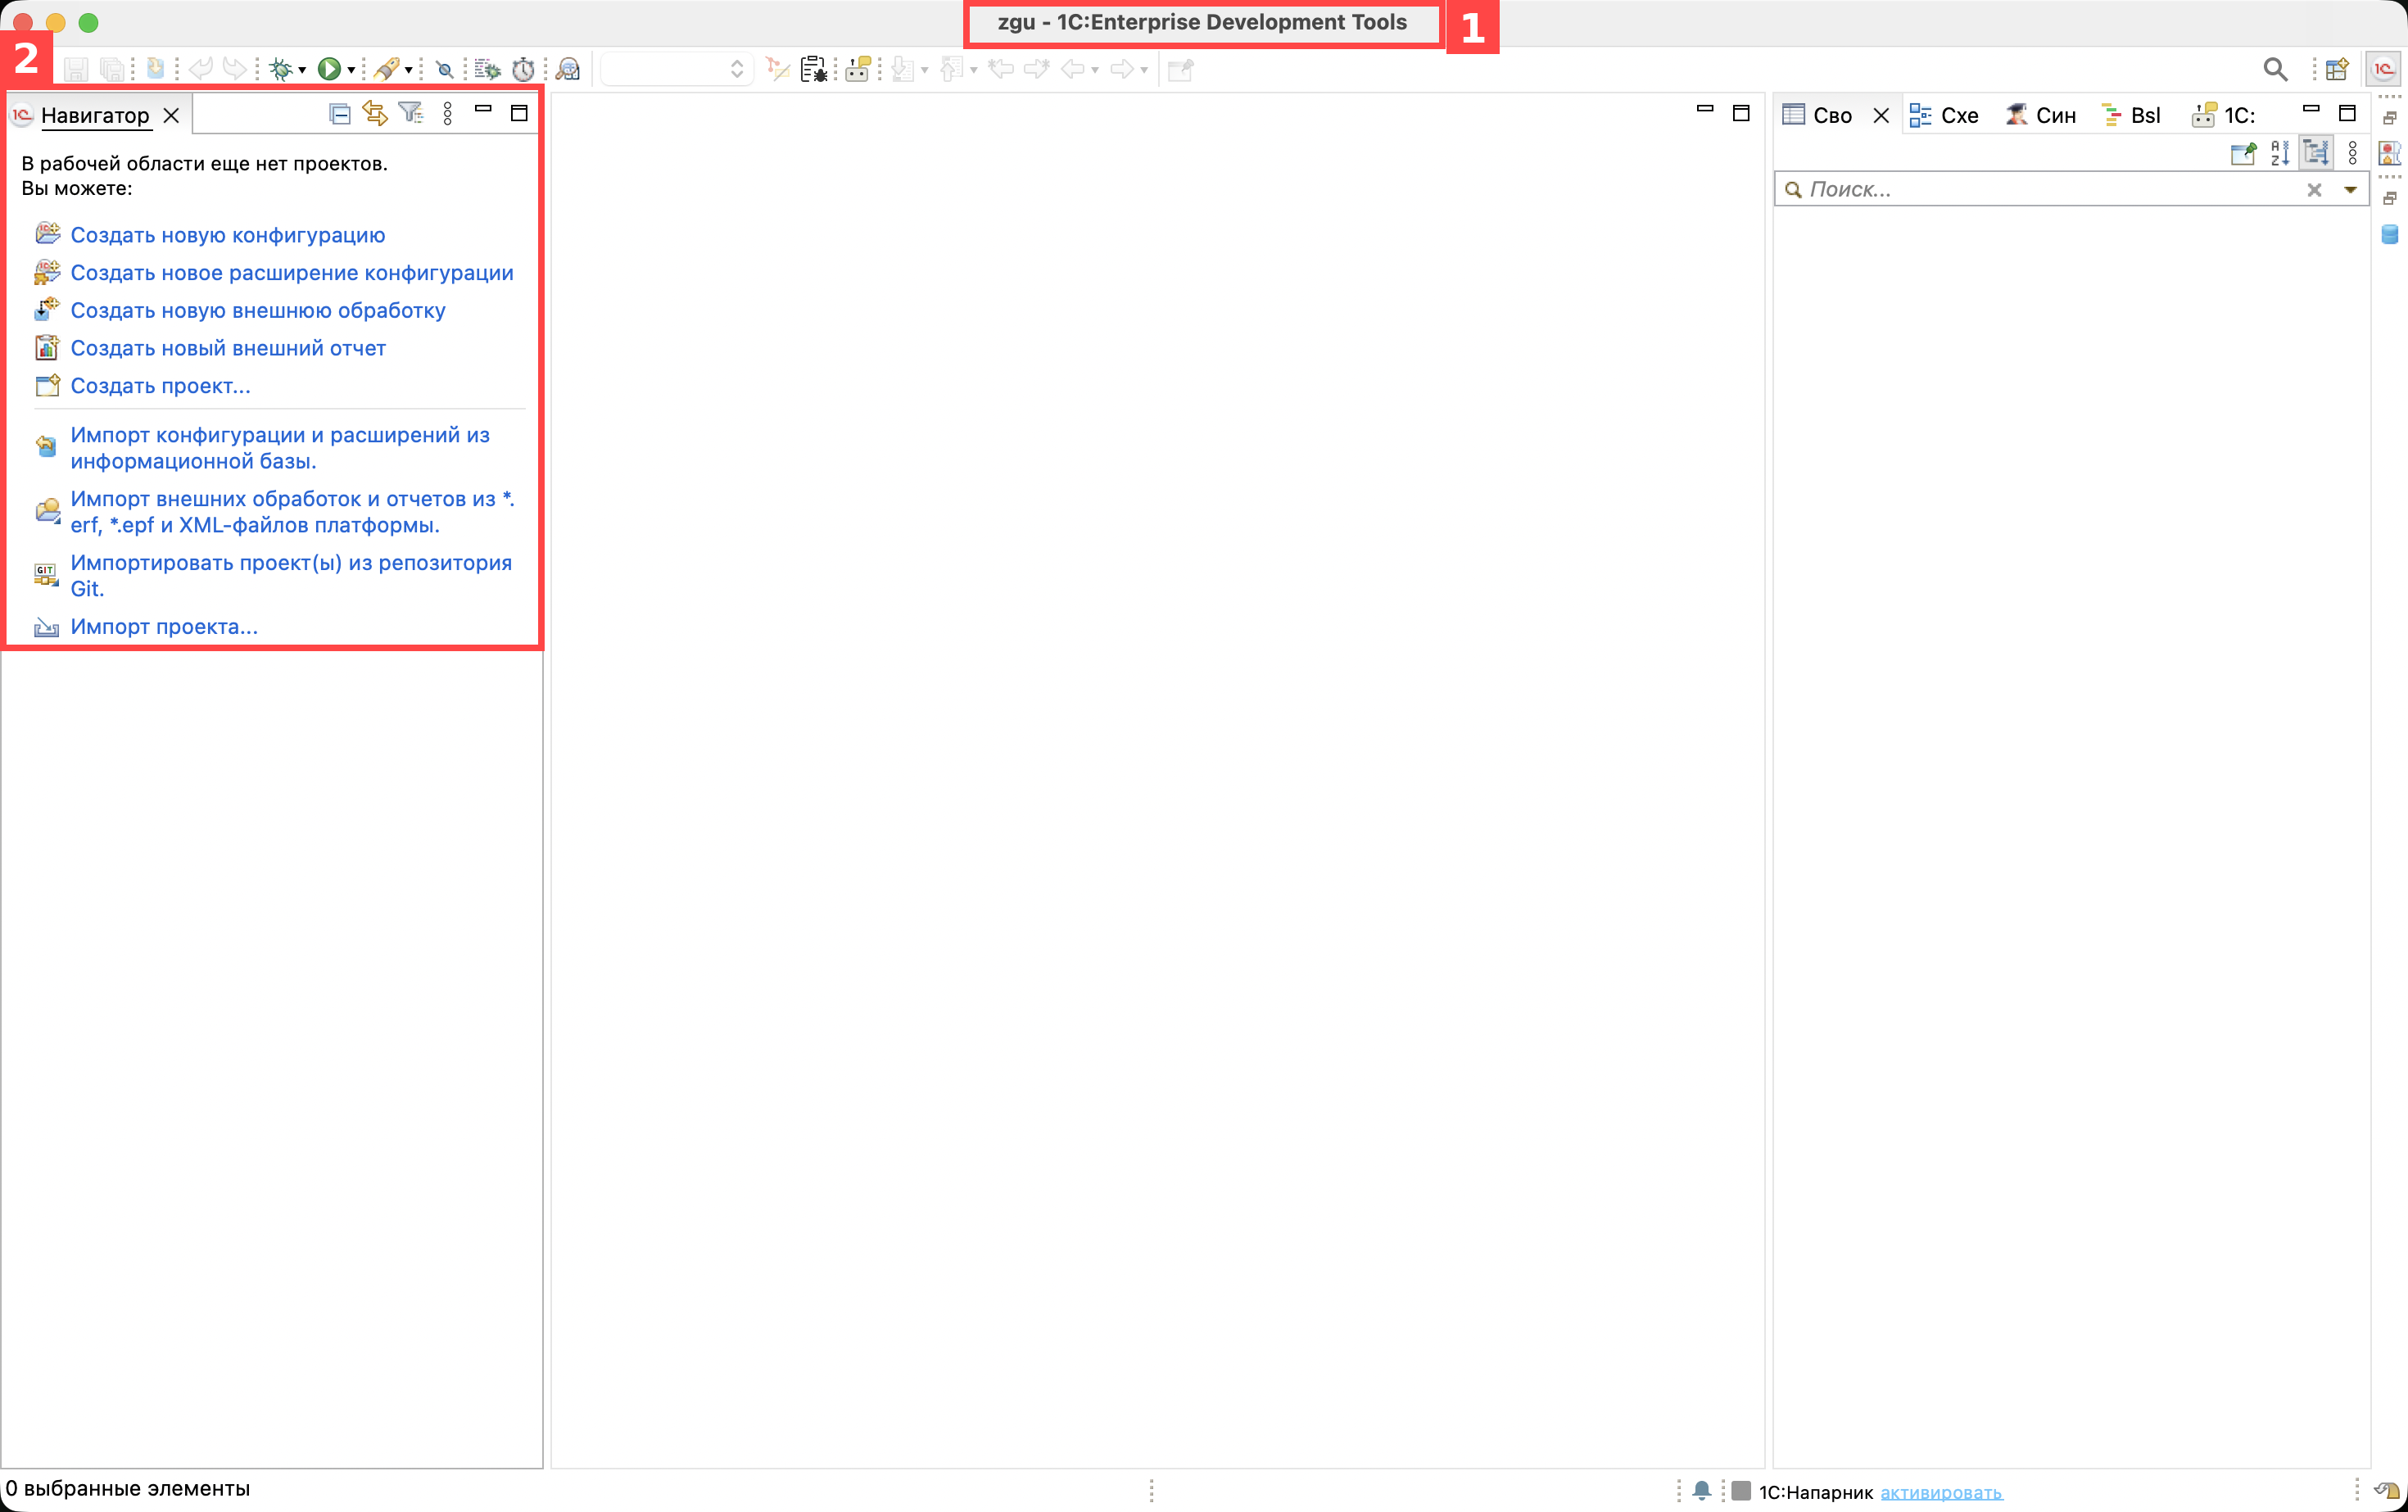 zgu - 1C:Enterprise Development Tools
1
2
Навигатор
В рабочей области еще нет проектов.
Вы можете:
Создать новую конфигурацию
Создать новое расширение конфигурации
Создать новую внешнюю обработку
Создать новый внешний отчет
Создать проект...
Импорт конфигурации и расширений из
информационной базы.
Импорт внешних обработок и отчетов из *.
erf, *.epf и XML-файлов платформы.
GIT
Импортировать проект(ы) из репозитория
Git.
Импорт проекта...
Сво
Схе
Син
Bsl
1С:
Поиск...
0 выбранные элементы
1С:Напарник активировать